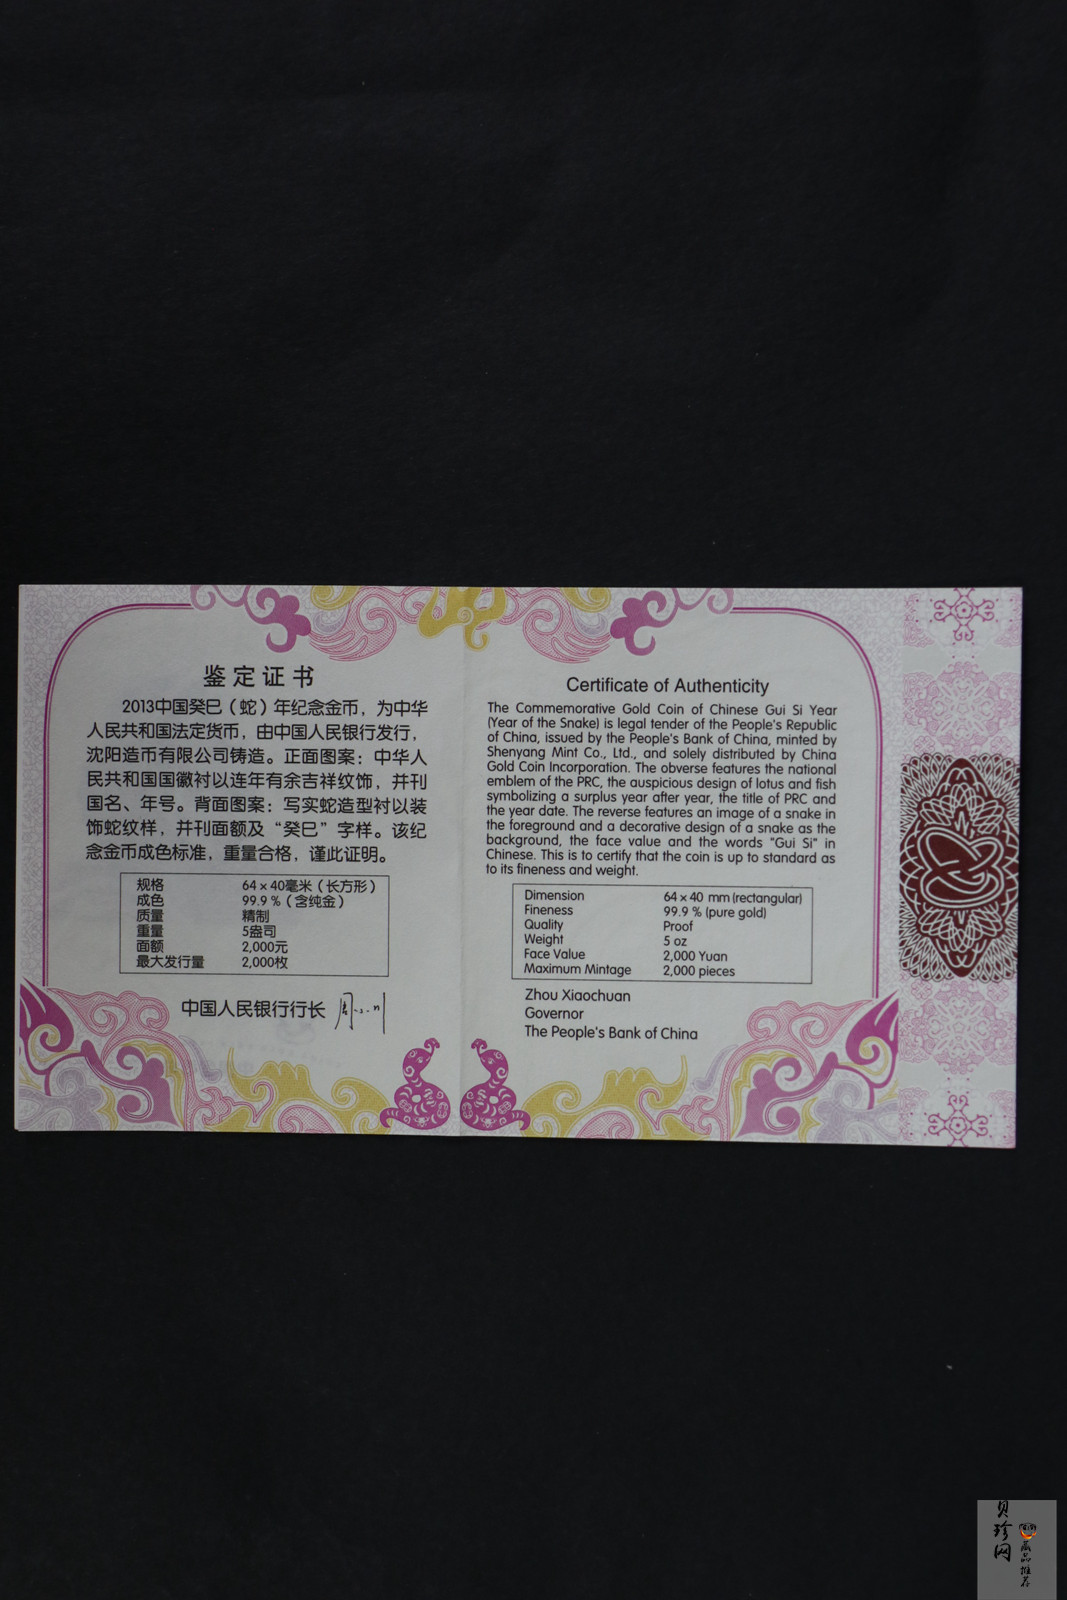 鉴定证书
2013中国癸巳（蛇）年纪念金币，为中华
人民共和国法定货币，由中国人民银行发行，
沈阳造币有限公司铸造。正面图案：中华人
民共和国国徽衬以连年有余吉祥纹饰，并刊
国名、年号。背面图案：写实蛇造型衬以装
饰蛇纹样，并刊面额及“癸巳”字样。该纪
念金币成色标准，重量合格，谨此证明。
规格 64×40毫米（长方形）
成色 99.9%（含纯金）
质量 精制
重量 5盎司
面额 2,000元
最大发行量 2,000枚
中国人民银行行长
Certificate of Authenticity
The Commemorative Gold Coin of Chinese Gui Si Year
(Year of the Snake) is legal tender of the People's Republic
of China, issued by the People's Bank of China, minted by
Shenyang Mint Co., Ltd., and solely distributed by China
Gold Coin Incorporation. The obverse features the national
emblem of the PRC, the auspicious design of lotus and fish
symbolizing a surplus year after year, the title of PRC and
the year date. The reverse features an image of a snake in
the foreground and a decorative design of a snake as the
background, the face value and the words "Gui Si" in
Chinese. This is to certify that the coin is up to standard as
to its fineness and weight.
Dimension 64×40 mm (rectangular)
Fineness 99.9 % (pure gold)
Quality Proof
Weight 5 oz
Face Value 2,000 Yuan
Maximum Mintage 2,000 pieces
Zhou Xiaochuan
Governor
The People's Bank of China
贝珍网
藏品推荐